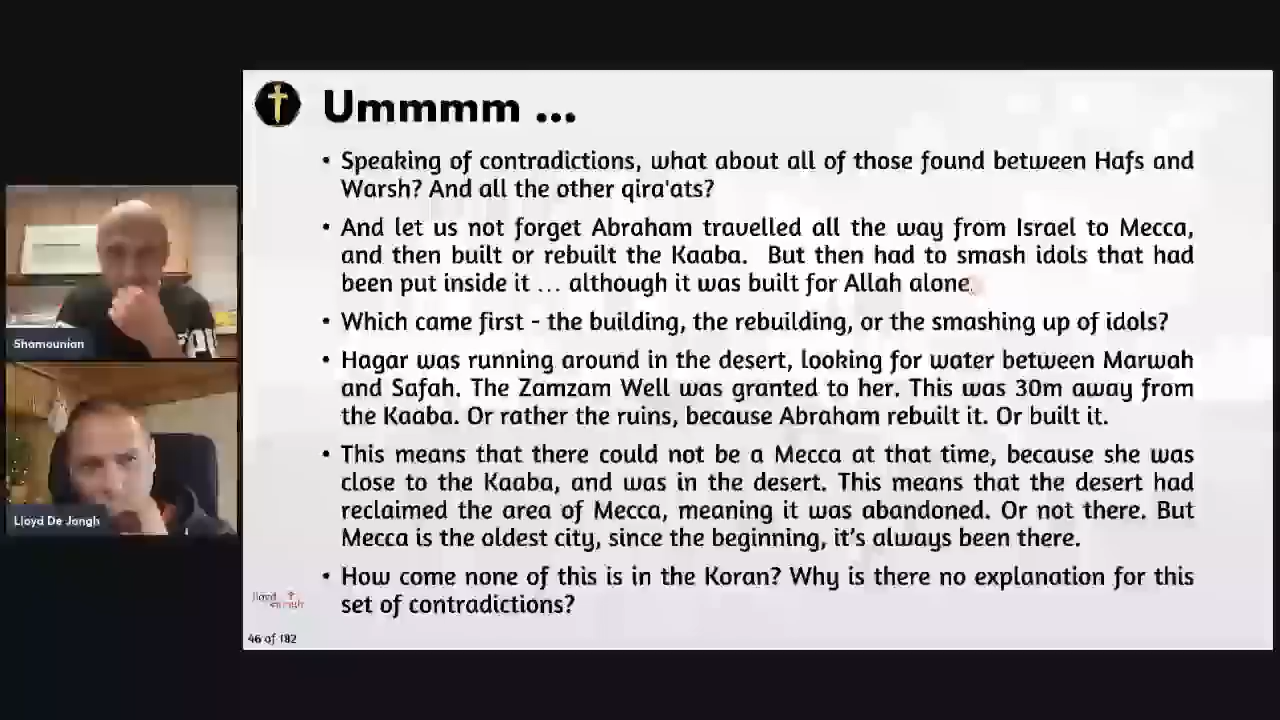 Ummmm ...
• Speaking of contradictions, what about all of those found between Hafs and
Warsh? And all the other qira'ats?
• And let us not forget Abraham travelled all the way from Israel to Mecca,
and then built or rebuilt the Kaaba. But then had to smash idols that had
been put inside it ... although it was built for Allah alone.
• Which came first - the building, the rebuilding, or the smashing up of idols?
• Hagar was running around in the desert, looking for water between Marwah
and Safah. The Zamzam Well was granted to her. This was 30m away from
the Kaaba. Or rather the ruins, because Abraham rebuilt it. Or built it.
• This means that there could not be a Mecca at that time, because she was
close to the Kaaba, and was in the desert. This means that the desert had
reclaimed the area of Mecca, meaning it was abandoned. Or not there. But
Mecca is the oldest city, since the beginning, it's always been there.
• How come none of this is in the Koran? Why is there no explanation for this
set of contradictions?
lloyd
46 of 182
Shamounian
Lloyd De Jongh